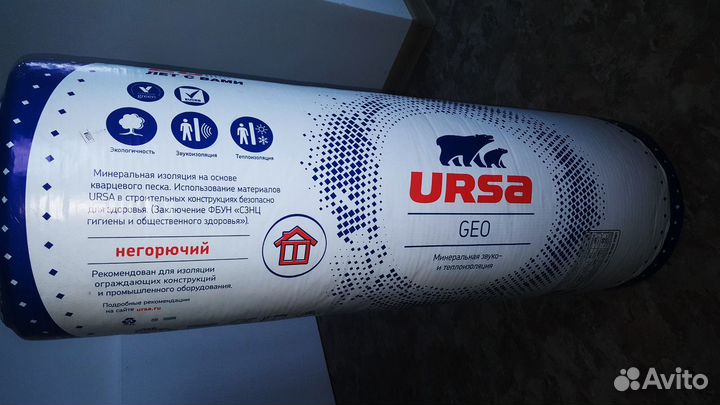 ЛЕТ С ВАМИ
green
EUCEB
Экологичность
Звукоизоляция
Теплоизоляция
Минеральная изоляция на основе
кварцевого песка. Использование материалов
URSA в строительных конструкциях безопасно
для здоровья. (Заключение ФБУН «СЗНЦ
гигиены и общественного здоровья»).
негорючий
Рекомендован для изоляции
ограждающих конструкций
и промышленного оборудования.
Подробные рекомендации
на сайте ursa.ru
URSA
GEO
Минеральная звуко-
и теплоизоляция
Avito